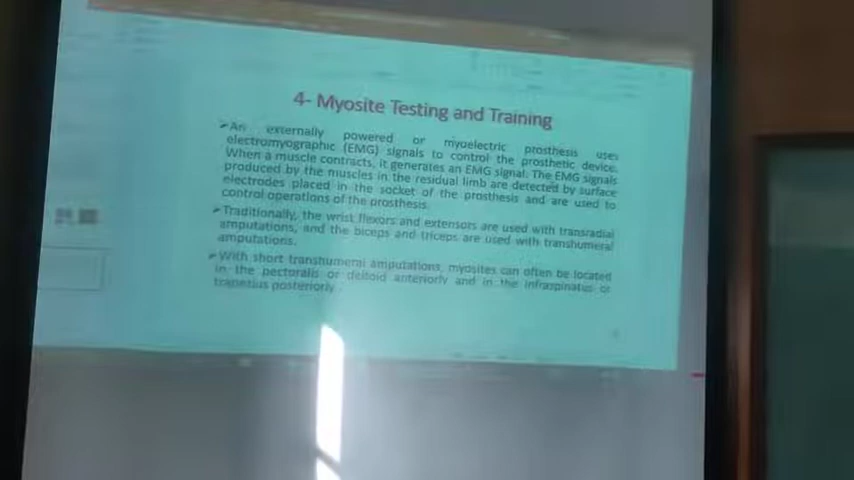 4- Myosite Testing and Training
➤An externally powered or myoelectric prosthesis uses
electromyographic (EMG) signals to control the prosthetic device.
When a muscle contracts, it generates an EMG signal. The EMG signals
produced by the muscles in the residual limb are detected by surface
electrodes placed in the socket of the prosthesis and are used to
control operations of the prosthesis.
➤Traditionally, the wrist flexors and extensors are used with transradial
amputations, and the biceps and triceps are used with transhumeral
amputations.
➤With short transhumeral amputations, myosites can often be located
in the pectoralis or deltoid anteriorly and in the infraspinatus or
trapezius posteriorly.